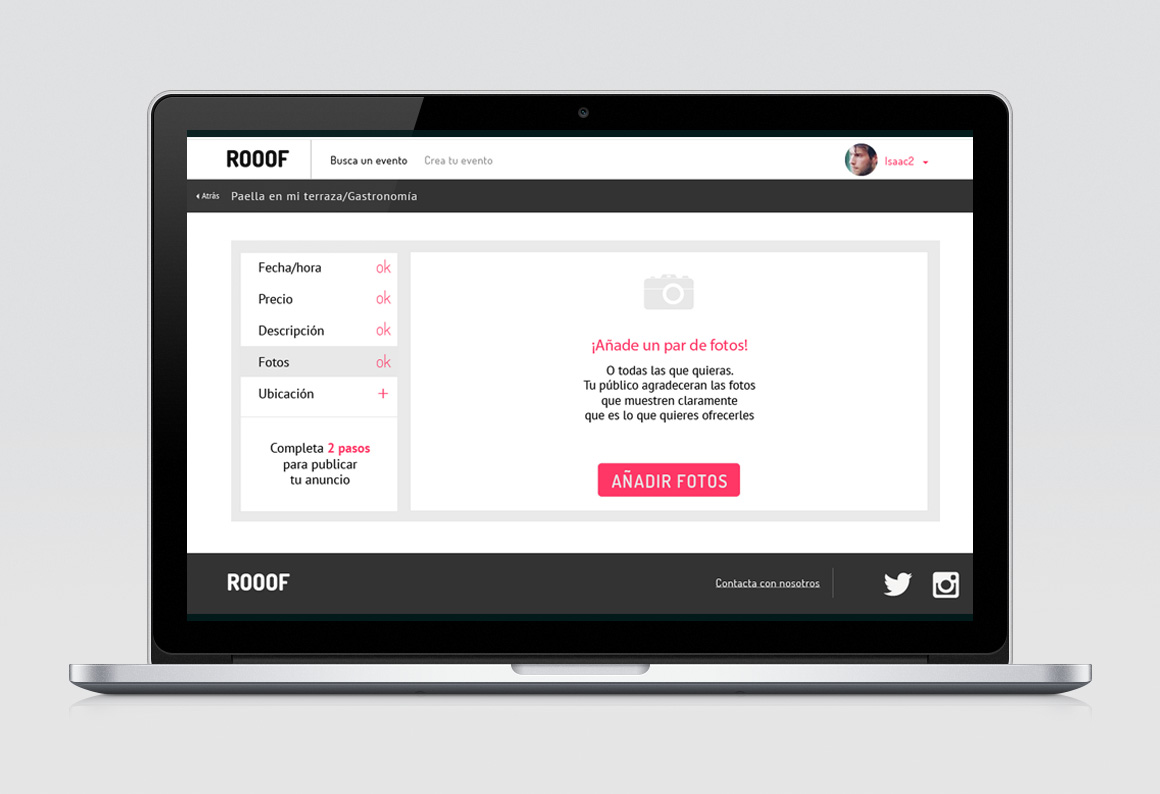 ROOOF
Busca un evento
Crea tu evento
Isaac2
Atrás
Paella en mi terraza/Gastronomía
Fecha/hora ok
Precio ok
Descripción ok
Fotos ok
Ubicación +
Completa 2 pasos
para publicar
tu anuncio
¡Añade un par de fotos!
O todas las que quieras.
Tu público agradeceran las fotos
que muestren claramente
que es lo que quieres ofrecerles
AÑADIR FOTOS
ROOOF
Contacta con nosotros